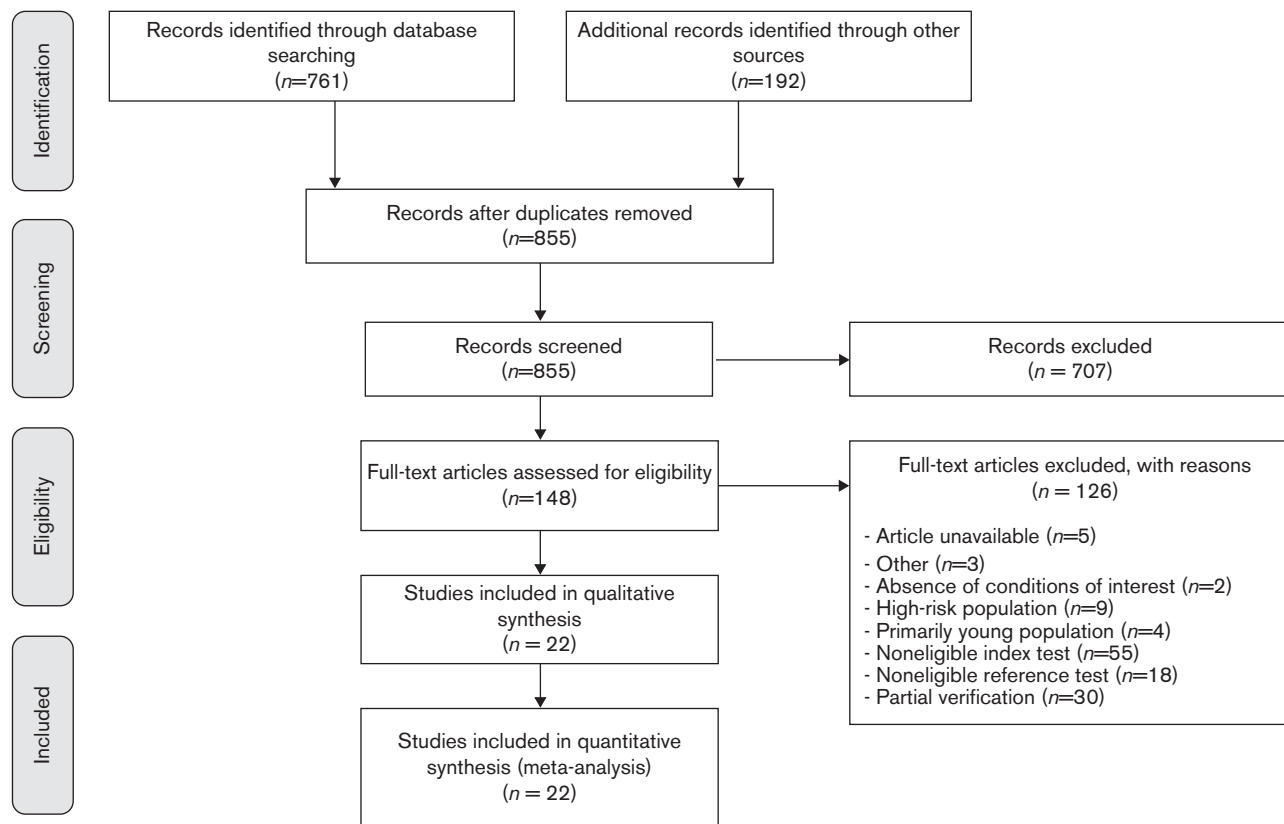 Identification
Records identified through database
searching
(n=761)
Additional records identified through other
sources
(n=192)
Screening
Records after duplicates removed
(n=855)
Records screened
(n=855)
Records excluded
(n = 707)
Eligibility
Full-text articles assessed for eligibility
(n=148)
Full-text articles excluded, with reasons
(n = 126)
- Article unavailable (n=5)
- Other (n=3)
- Absence of conditions of interest (n=2)
- High-risk population (n=9)
- Primarily young population (n=4)
- Noneligible index test (n=55)
- Noneligible reference test (n=18)
- Partial verification (n=30)
Studies included in qualitative
synthesis
(n = 22)
Included
Studies included in quantitative
synthesis (meta-analysis)
(n = 22)